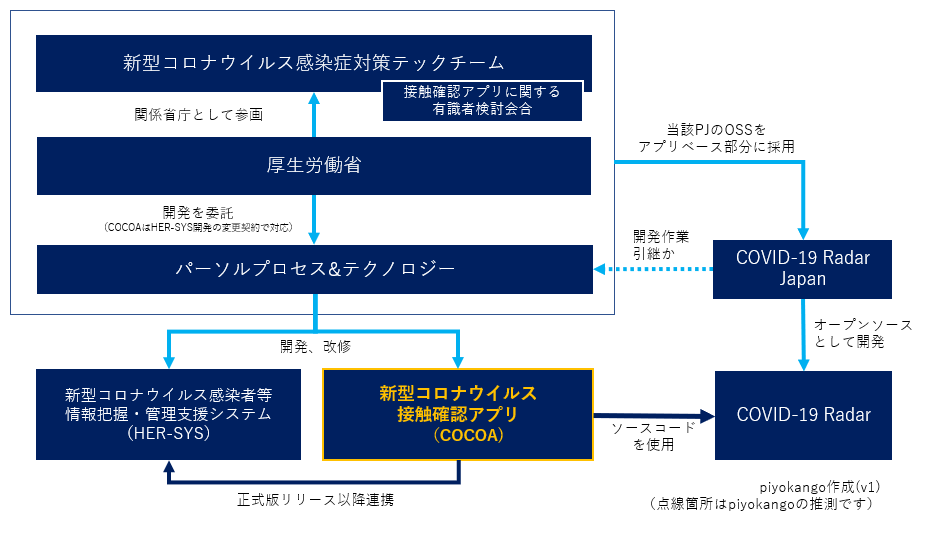 新型コロナウイルス感染症対策テックチーム
接触確認アプリに関する
有識者検討会合
関係省庁として参画
厚生労働省
開発を委託
(COCOAはHER-SYS開発の変更契約で対応)
パーソルプロセス&テクノロジー
当該PJのOSSを
アプリベース部分に採用
開発作業
引継か
COVID-19 Radar
Japan
オープンソース
として開発
開発、改修
新型コロナウイルス感染者等
情報把握・管理支援システム
(HER-SYS)
新型コロナウイルス
接触確認アプリ
(COCOA)
ソースコード
を使用
COVID-19 Radar
正式版リリース以降連携
piyokango作成(v1)
(点線箇所はpiyokangoの推測です)